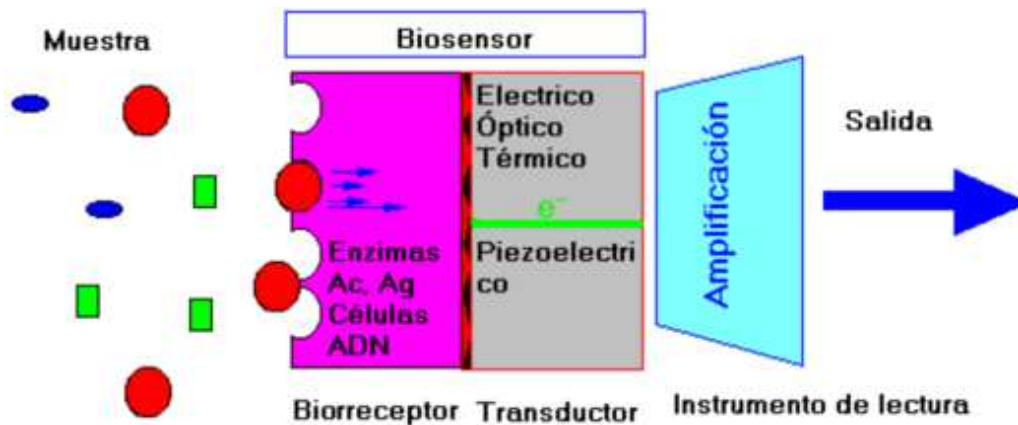 Muestra
Biosensor
Electrico
Óptico
Térmico
e-
Piezoelectri
co
Enzimas
Ac, Ag
Células
ADN
Amplificación
Salida
Biorreceptor
Transductor
Instrumento de lectura